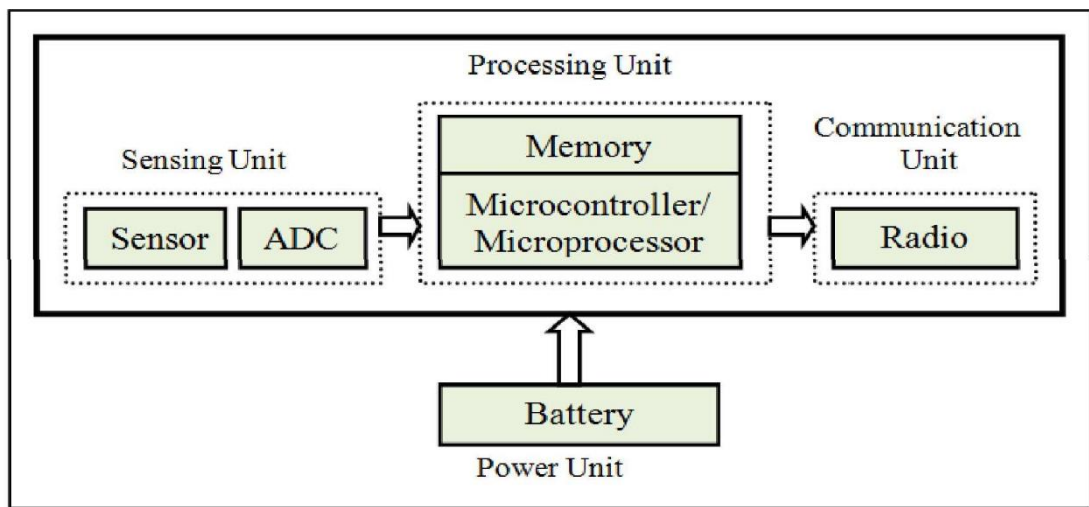 Processing Unit
Sensing Unit
Sensor
ADC
Memory
Microcontroller/
Microprocessor
Communication
Unit
Radio
Battery
Power Unit